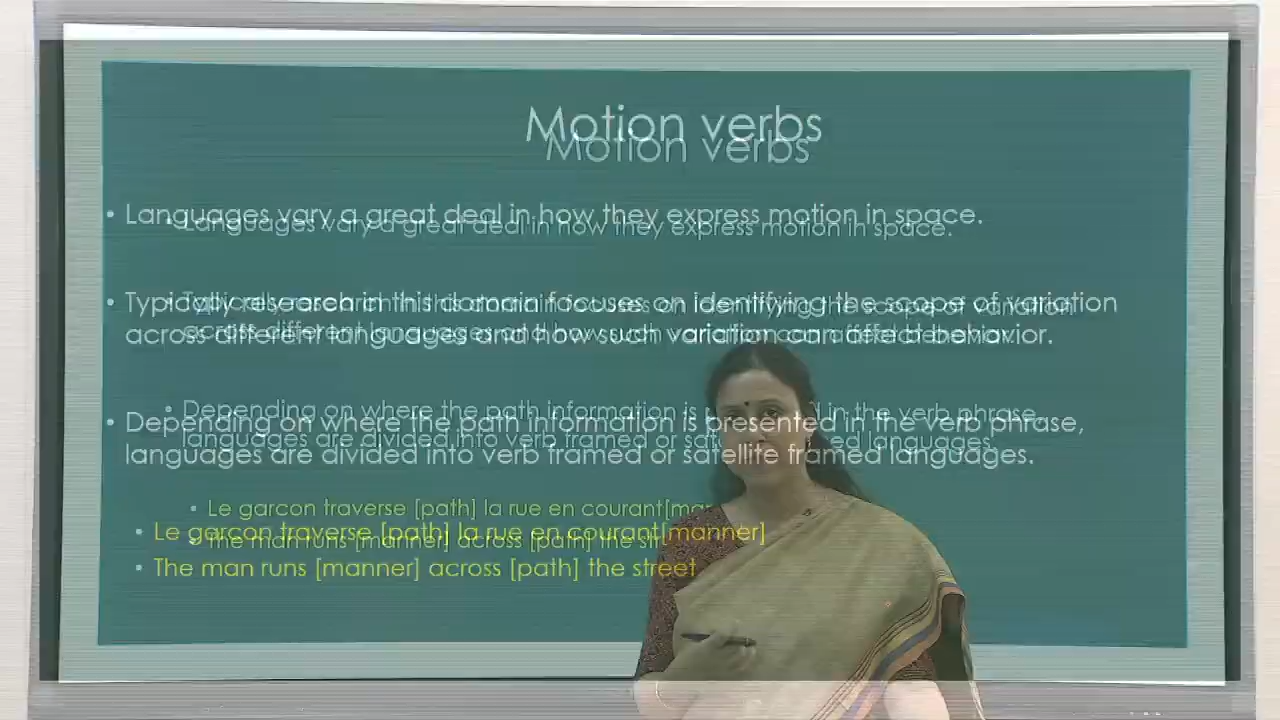 Motion verbs
• Languages vary a great deal in how they express motion in space.
• Typically research in this domain focuses on identifying the scope of variation
across different languages and how such variation can affect behavior.
• Depending on where the path information is presented in the verb phrase,
languages are divided into verb framed or satellite framed languages.
• Le garcon traverse [path] la rue en courant[manner]
• The man runs [manner] across [path] the street